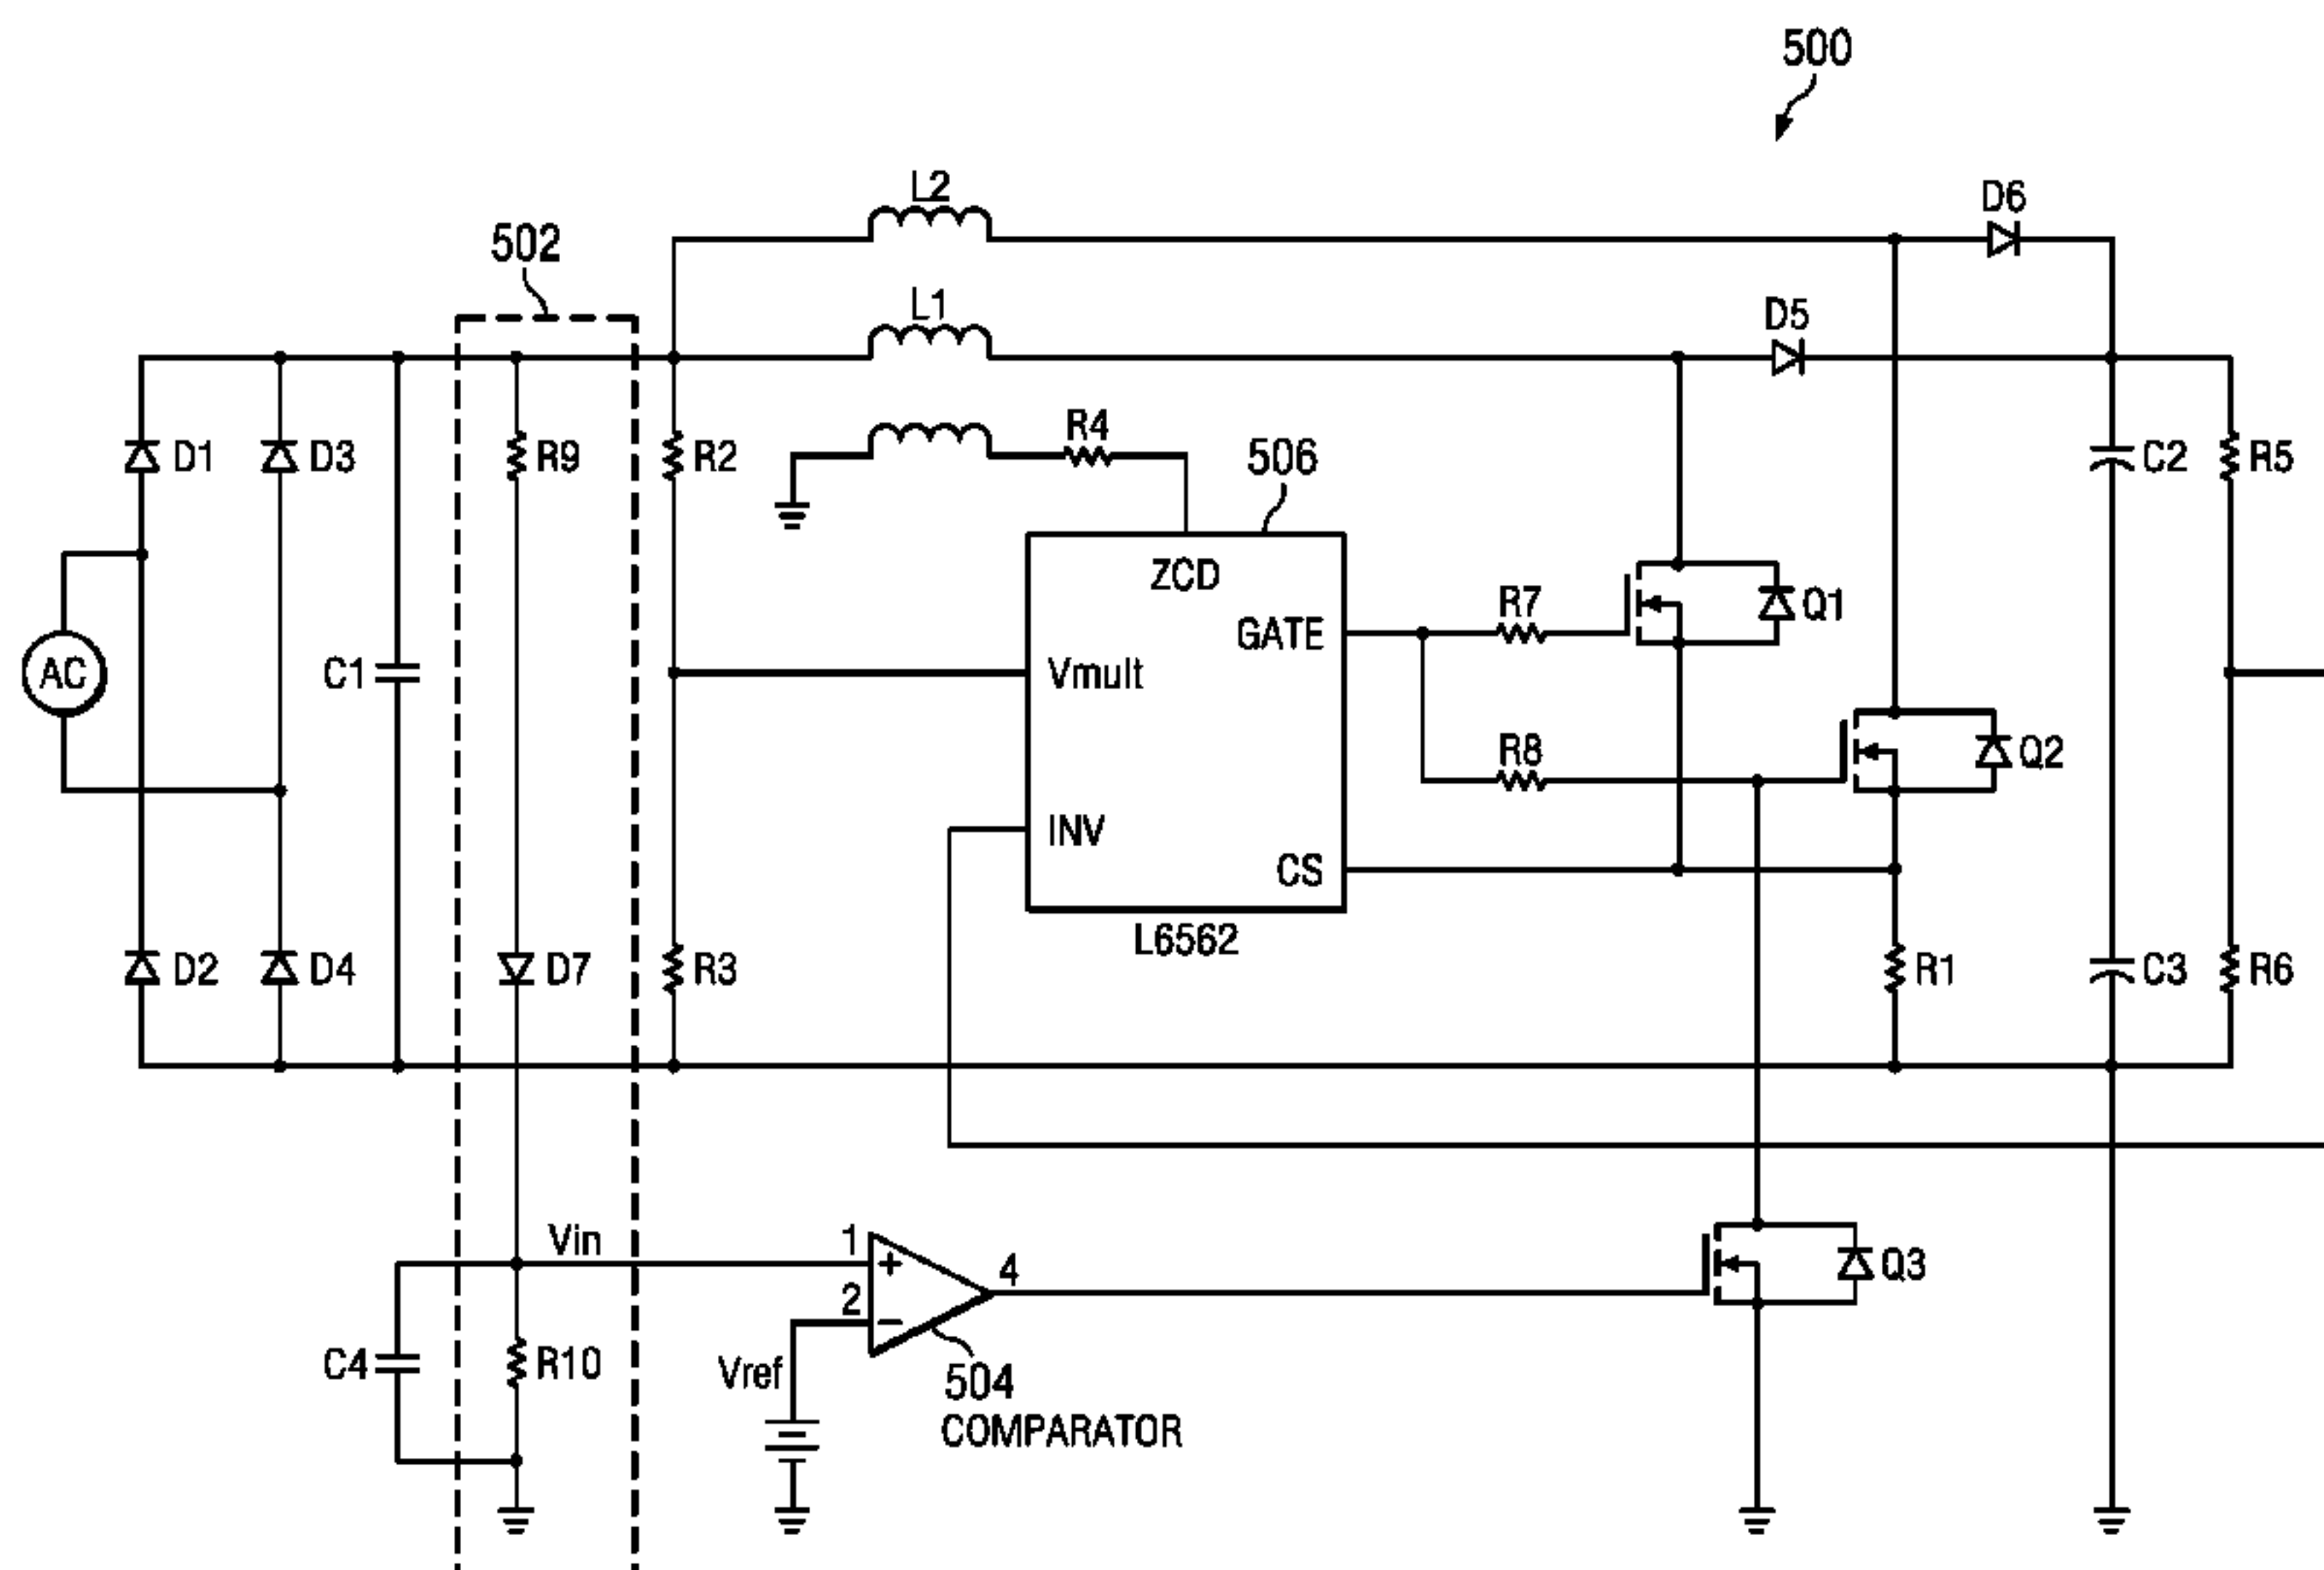 500
L2
D6
502
L1
D5
R4
D1
D3
R9
R2
506
C2
R5
ZCD
R7
Q1
GATE
AC
C1
Vmult
R8
Q2
INV
CS
L6562
D2
D4
D7
R3
R1
C3
R6
Vin
1
+
4
2
−
Q3
C4
R10
Vref
504
COMPARATOR